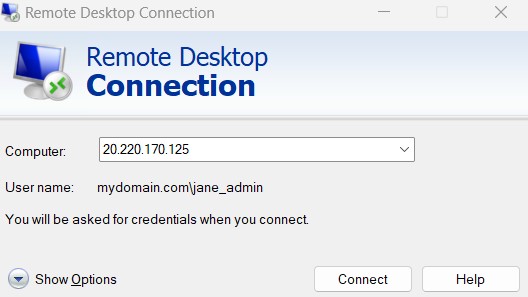 Remote Desktop Connection
Remote Desktop
Connection
Computer: 20.220.170.125
User name: mydomain.com\jane_admin
You will be asked for credentials when you connect.
Show Options Connect Help